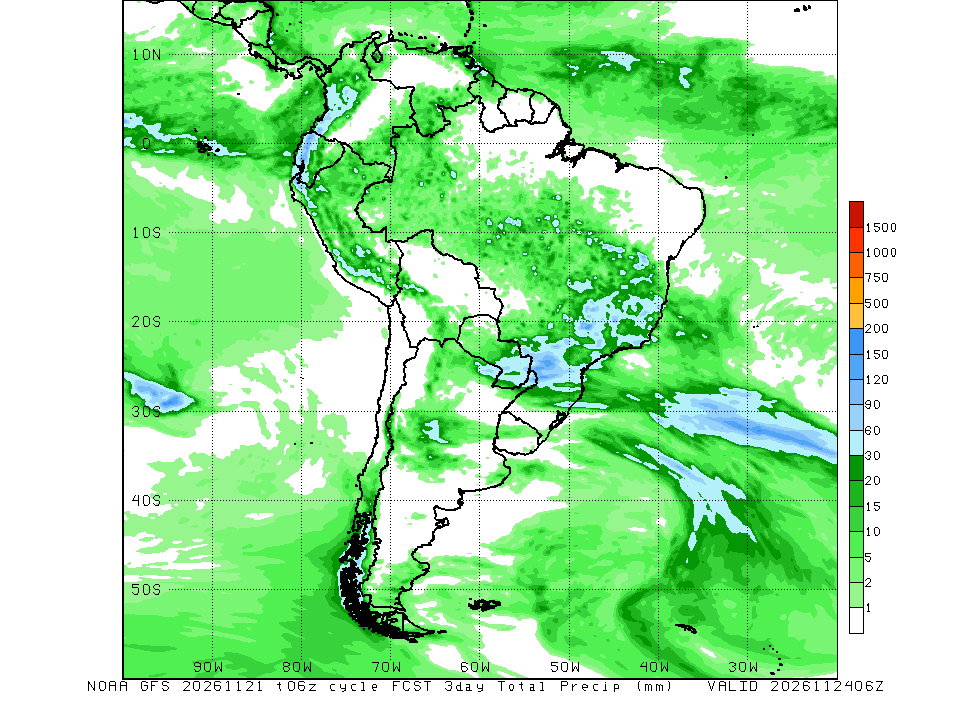 10N
0
10S
20S
30S
40S
50S
90W 80W 70W 60W 50W 40W 30W
1500
1000
750
500
200
150
120
90
60
30
20
15
10
5
2
1
NOAA GFS 20261121 t06z cycle FCST 3day Total Precip (mm) VALID 2026112406Z